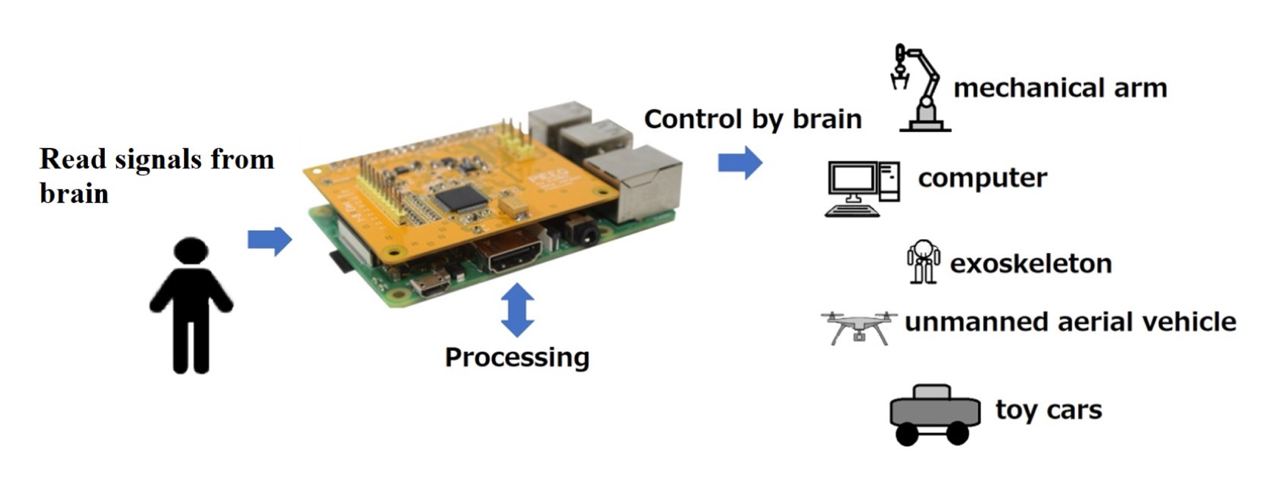 Read signals from
brain
Processing
Control by brain
mechanical arm
computer
exoskeleton
unmanned aerial vehicle
toy cars